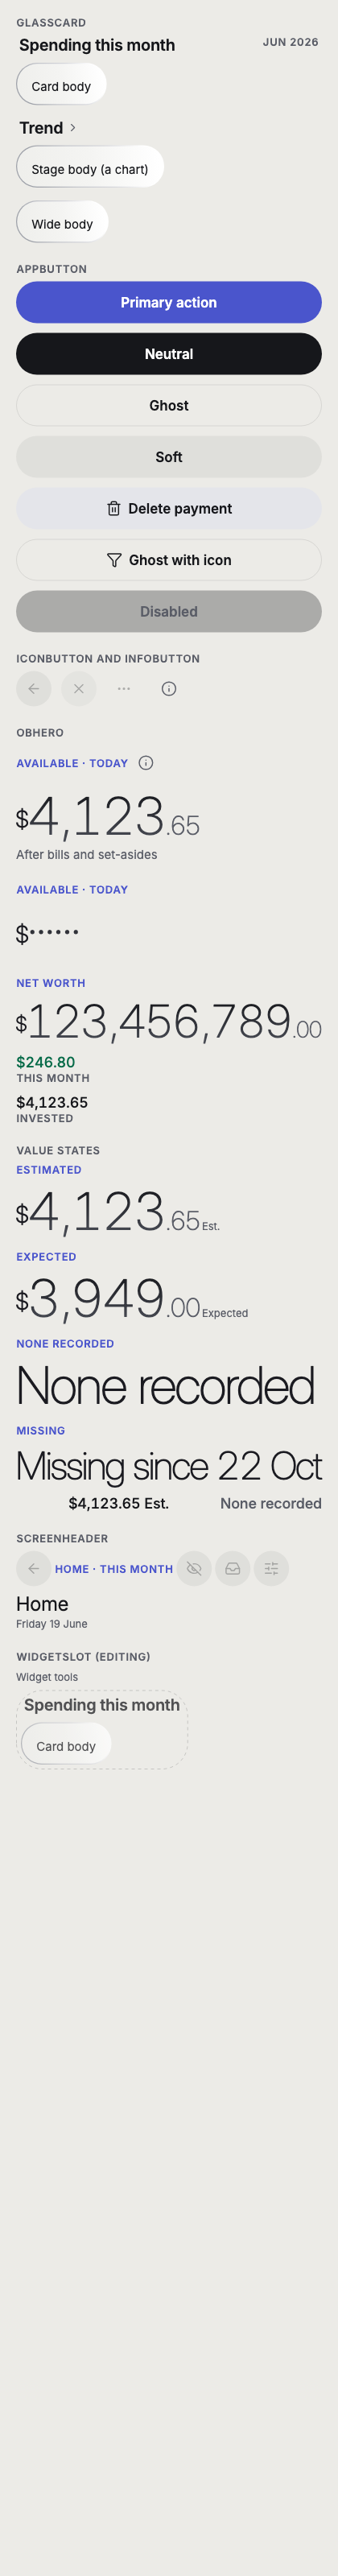 GLASSCARD
Spending this month JUN 2026
Card body
Trend
Stage body (a chart)
Wide body
APPBUTTON
Primary action
Neutral
Ghost
Soft
Delete payment
Ghost with icon
Disabled
ICONBUTTON AND INFOBUTTON
OBHERO
AVAILABLE · TODAY
$4,123.65
After bills and set-asides
AVAILABLE · TODAY
$••••••
NET WORTH
$123,456,789.00
$246.80
THIS MONTH
$4,123.65
INVESTED
VALUE STATES
ESTIMATED
$4,123.65 Est.
EXPECTED
$3,949.00 Expected
NONE RECORDED
None recorded
MISSING
Missing since 22 Oct
$4,123.65 Est. None recorded
SCREENHEADER
HOME · THIS MONTH
Home
Friday 19 June
WIDGETSLOT (EDITING)
Widget tools
Spending this month
Card body